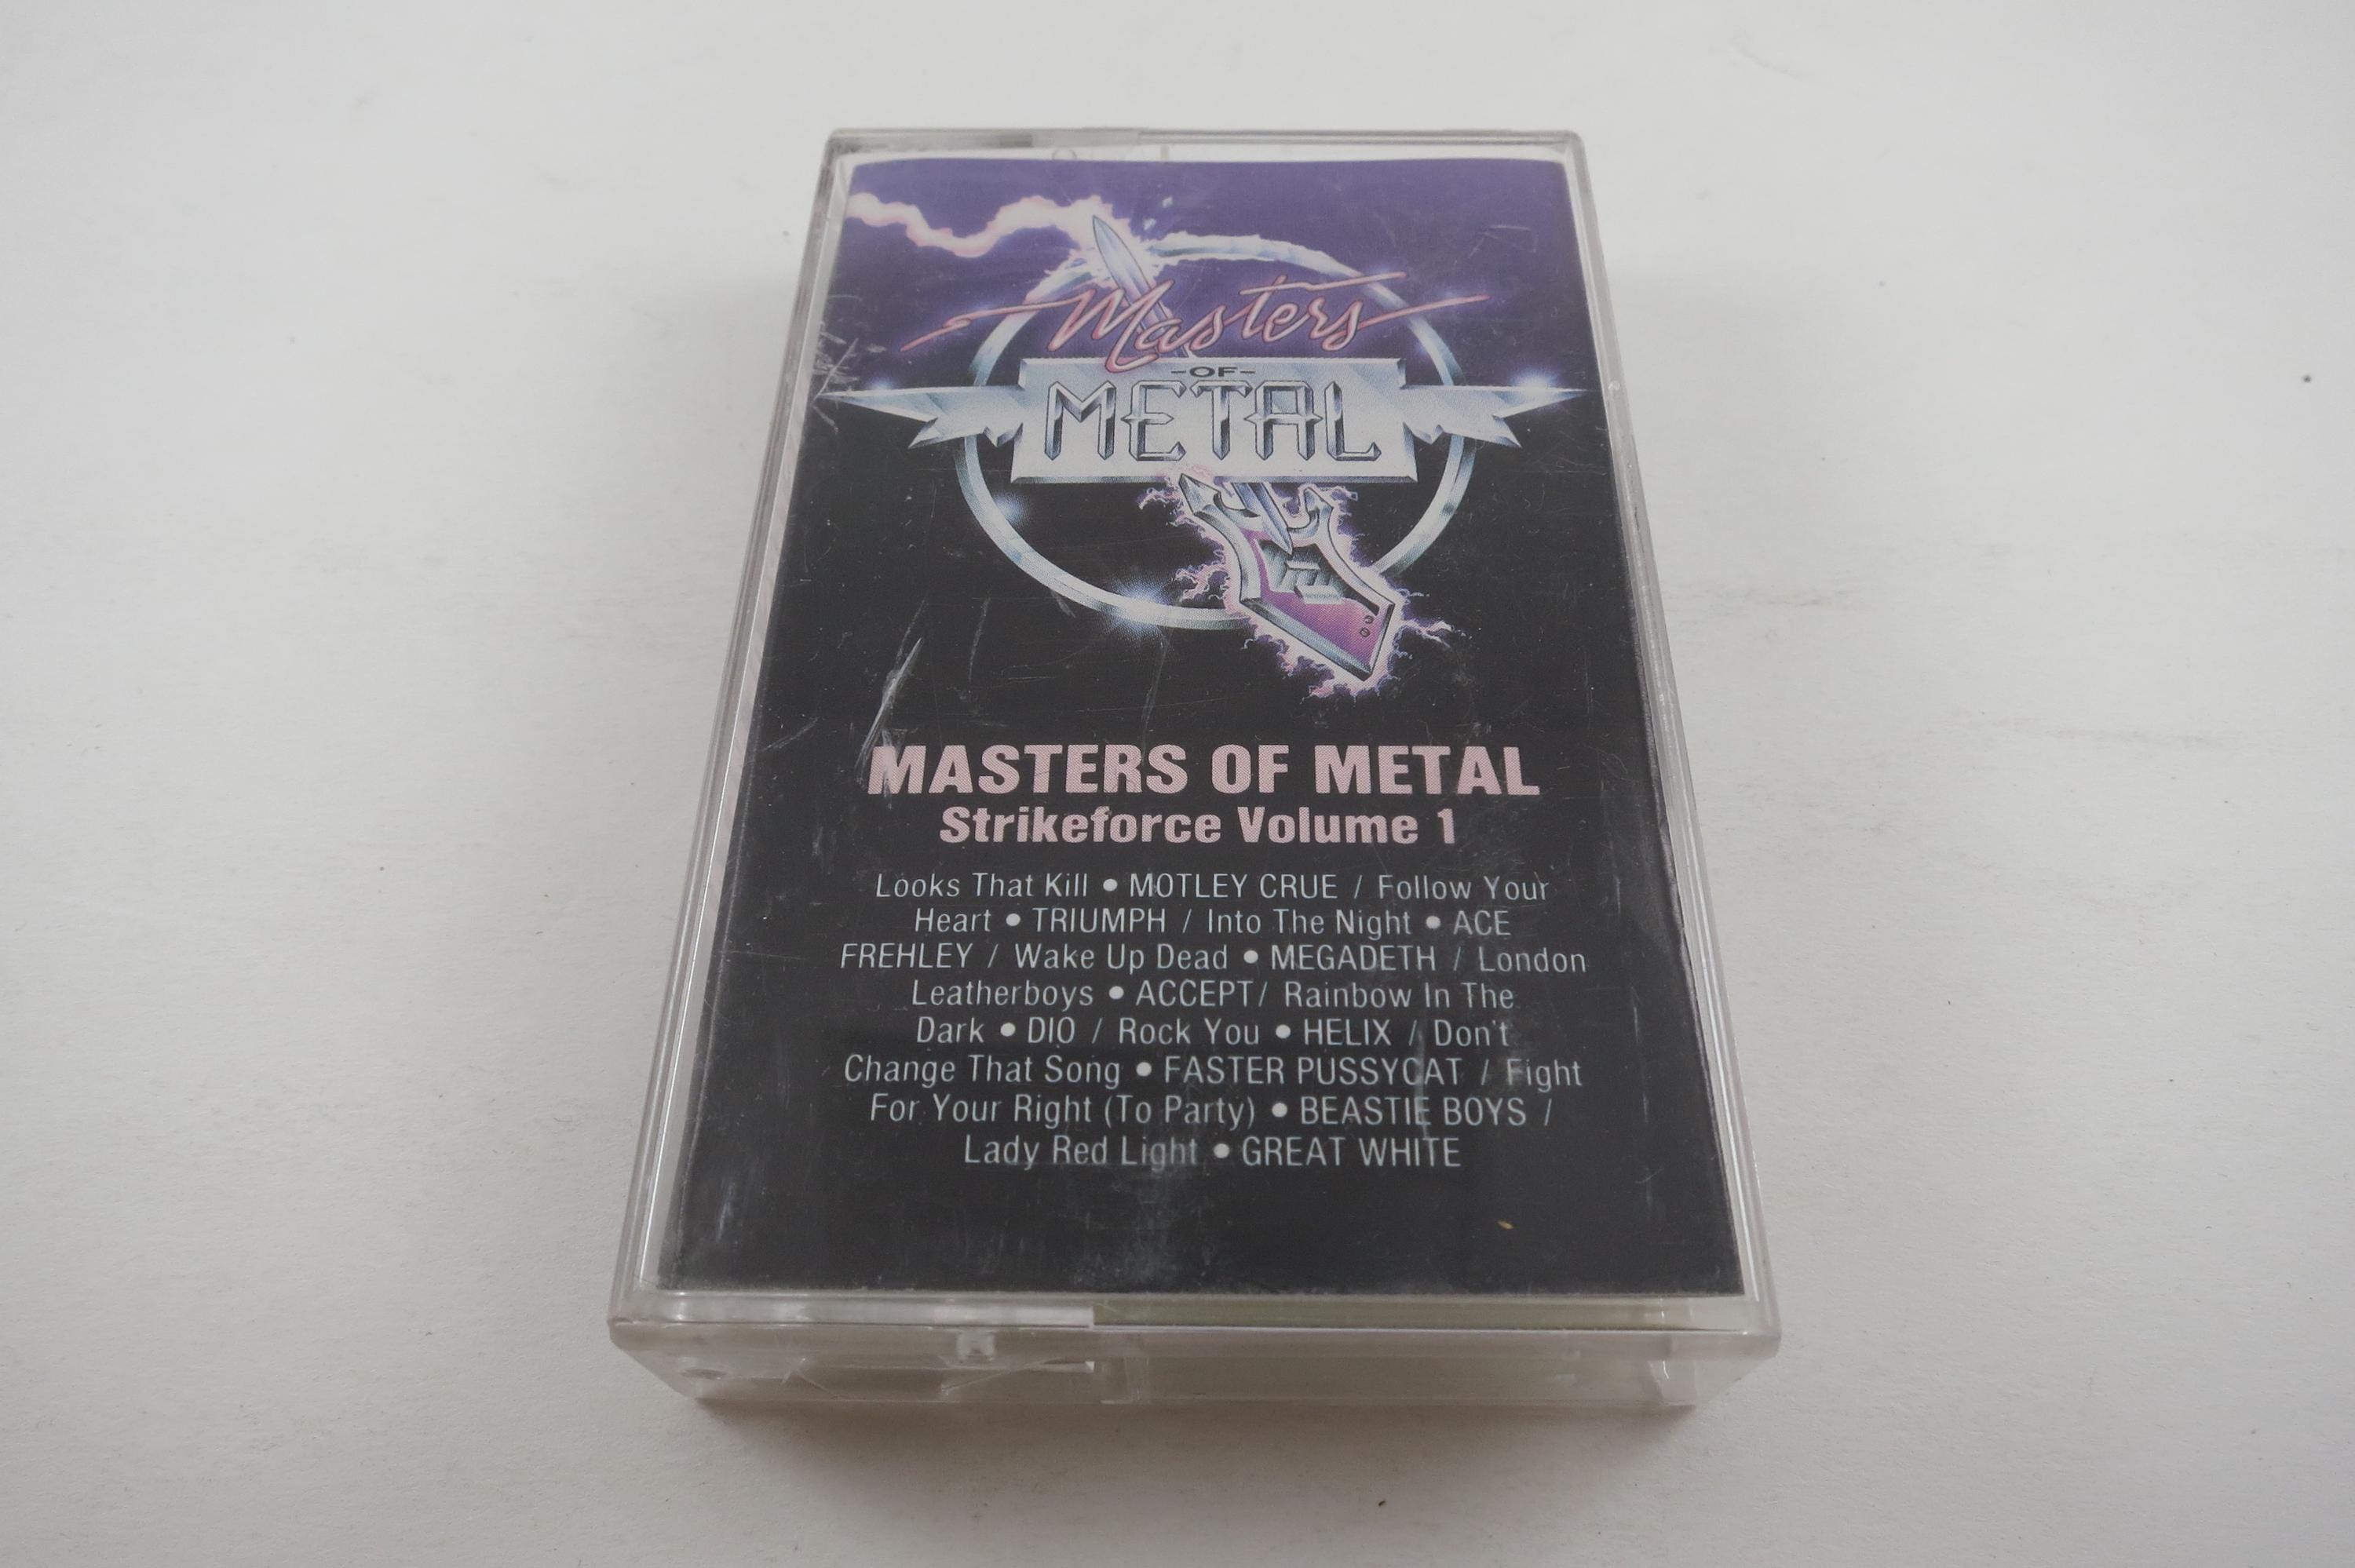 Masters
-OF-
METAL
MASTERS OF METAL
Strikeforce Volume 1
Looks That Kill • MOTLEY CRUE / Follow Your
Heart • TRIUMPH / Into The Night • ACE
FREHLEY / Wake Up Dead • MEGADETH / London
Leatherboys • ACCEPT/ Rainbow In The
Dark • DIO / Rock You • HELIX / Don't
Change That Song • FASTER PUSSYCAT / Fight
For Your Right (To Party) • BEASTIE BOYS /
Lady Red Light • GREAT WHITE